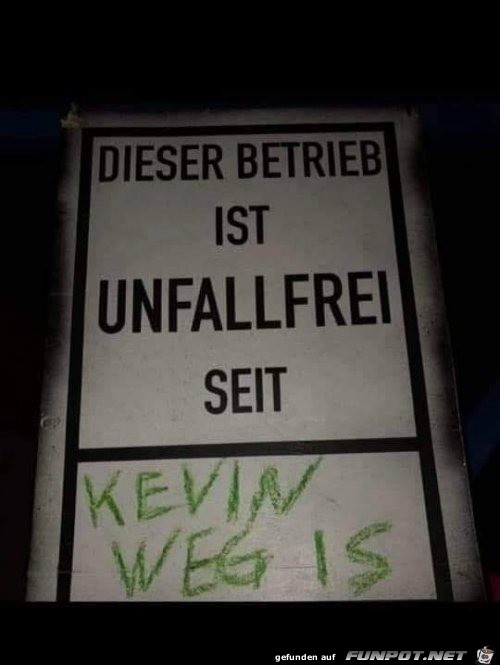 DIESER BETRIEB
IST
UNFALLFREI
SEIT
KEVIN
WEG IS
gefunden auf FUNPOT.NET